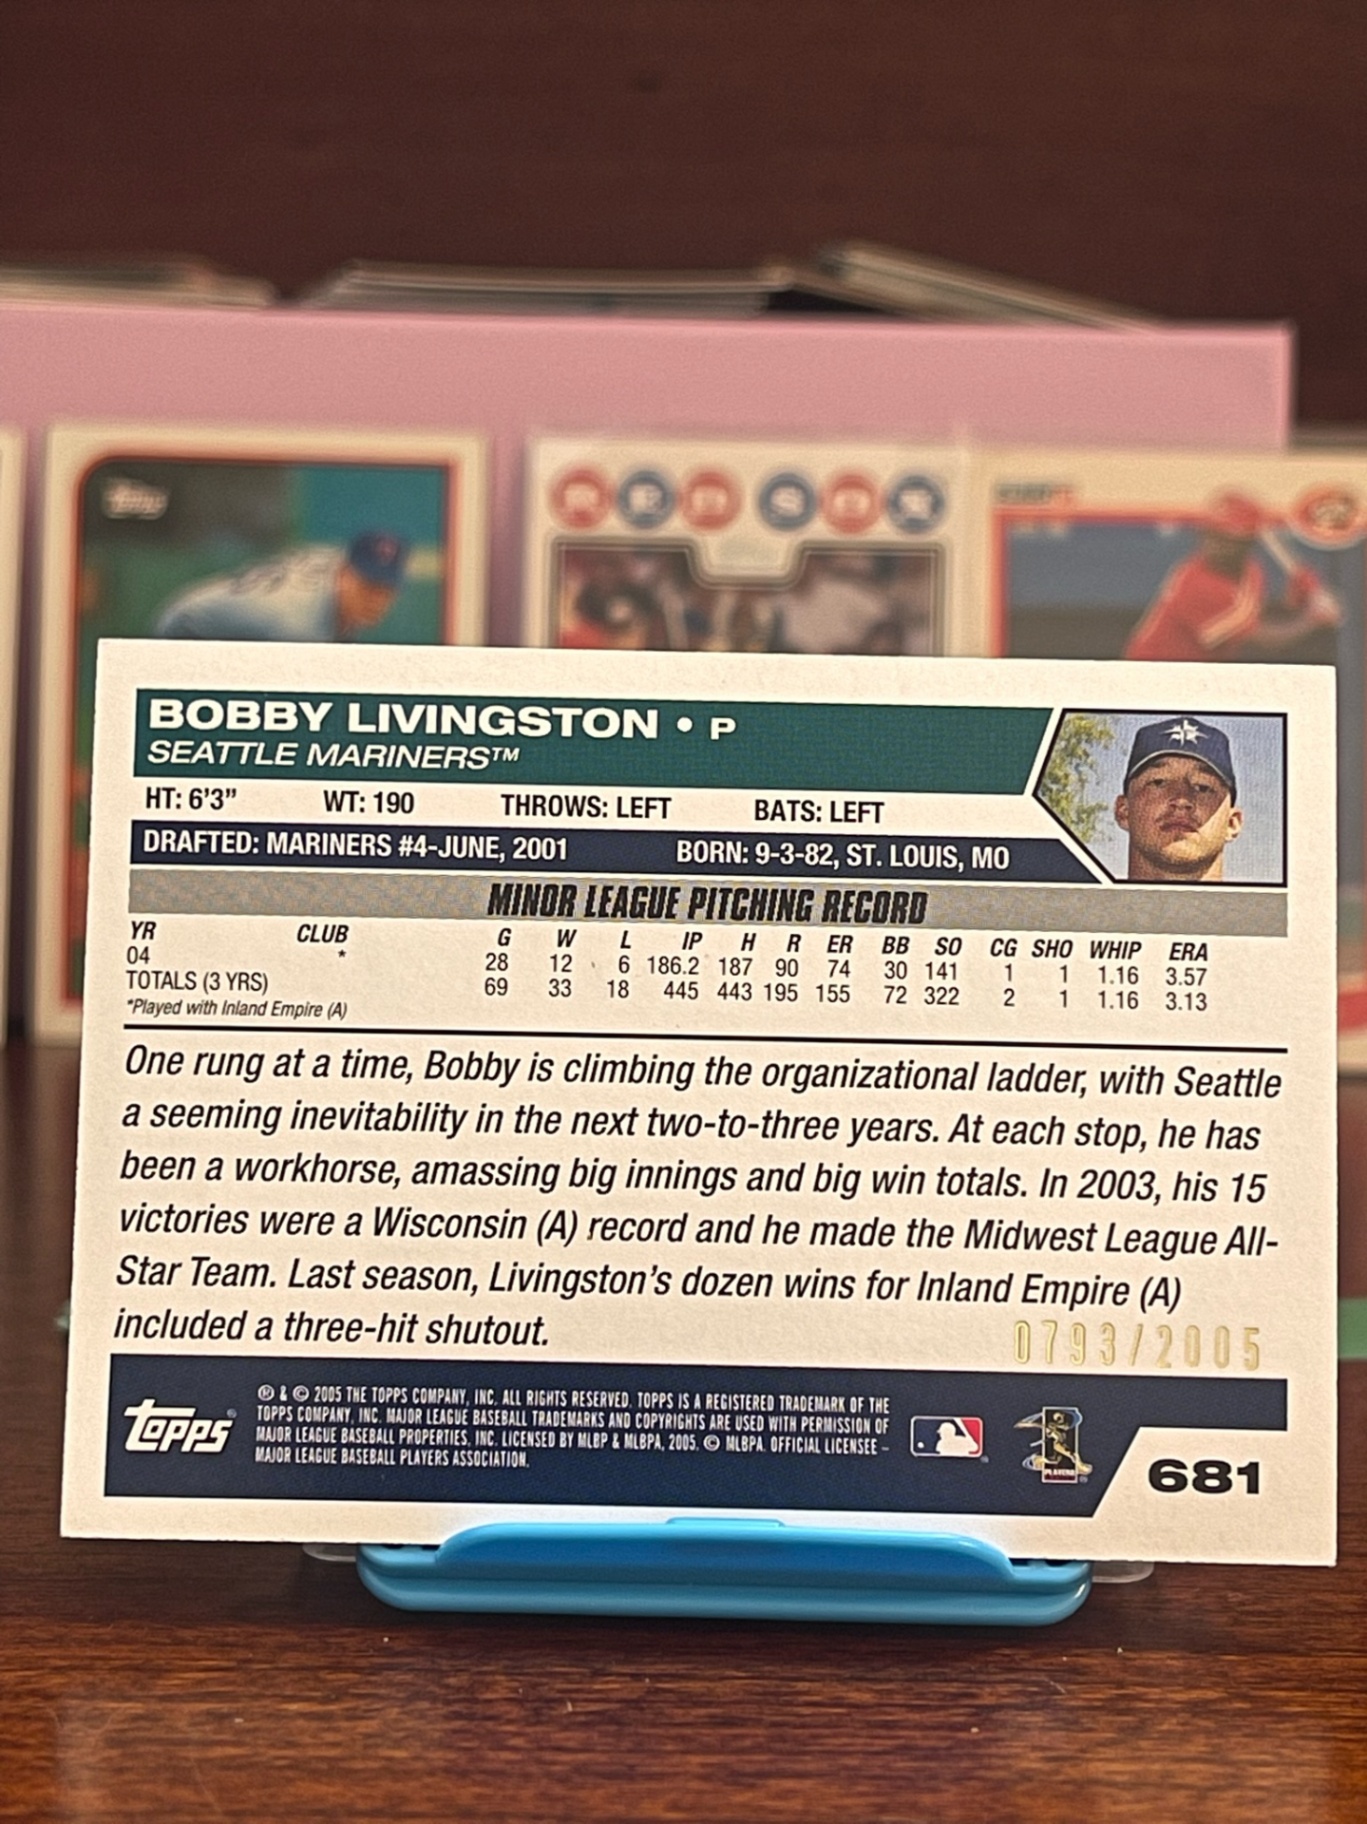 Topps
RED SOX
BOBBY LIVINGSTON • P
SEATTLE MARINERS™
HT: 6'3" WT: 190 THROWS: LEFT BATS: LEFT
DRAFTED: MARINERS #4-JUNE, 2001 BORN: 9-3-82, ST. LOUIS, MO
MINOR LEAGUE PITCHING RECORD
YR CLUB G W L IP H R ER BB SO CG SHO WHIP ERA
04 * 28 12 6 186.2 187 90 74 30 141 1 1 1.16 3.57
TOTALS (3 YRS) 69 33 18 445 443 195 155 72 322 2 1 1.16 3.13
*Played with Inland Empire (A)
One rung at a time, Bobby is climbing the organizational ladder, with Seattle
a seeming inevitability in the next two-to-three years. At each stop, he has
been a workhorse, amassing big innings and big win totals. In 2003, his 15
victories were a Wisconsin (A) record and he made the Midwest League All-
Star Team. Last season, Livingston's dozen wins for Inland Empire (A)
included a three-hit shutout.
0793/2005
Topps®
® & © 2005 THE TOPPS COMPANY, INC. ALL RIGHTS RESERVED. TOPPS IS A REGISTERED TRADEMARK OF THE
TOPPS COMPANY, INC. MAJOR LEAGUE BASEBALL TRADEMARKS AND COPYRIGHTS ARE USED WITH PERMISSION OF
MAJOR LEAGUE BASEBALL PROPERTIES, INC. LICENSED BY MLBP & MLBPA, 2005. © MLBPA. OFFICIAL LICENSEE –
MAJOR LEAGUE BASEBALL PLAYERS ASSOCIATION.
PLAYERS
681